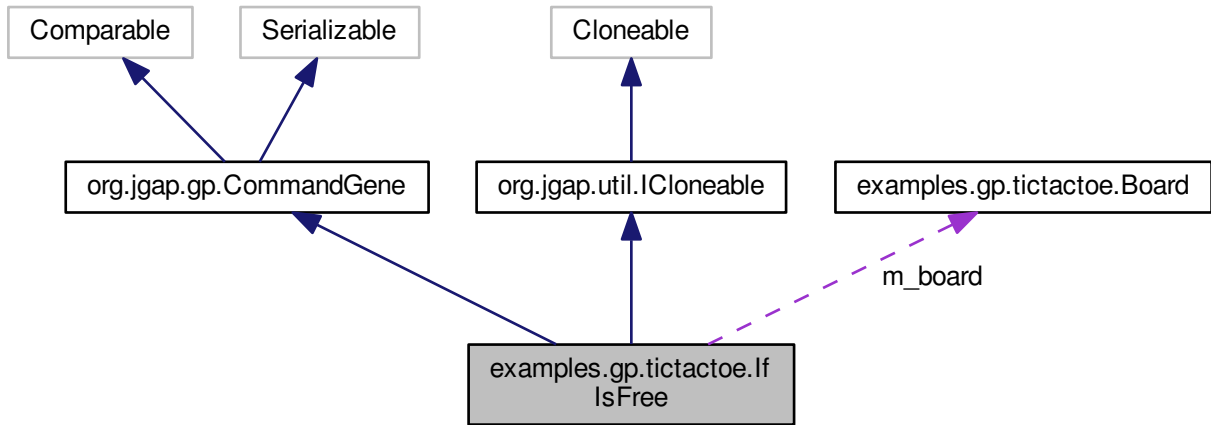 Comparable
Serializable
Cloneable
org.jgap.gp.CommandGene
org.jgap.util.ICloneable
examples.gp.tictactoe.Board
m_board
examples.gp.tictactoe.If
IsFree